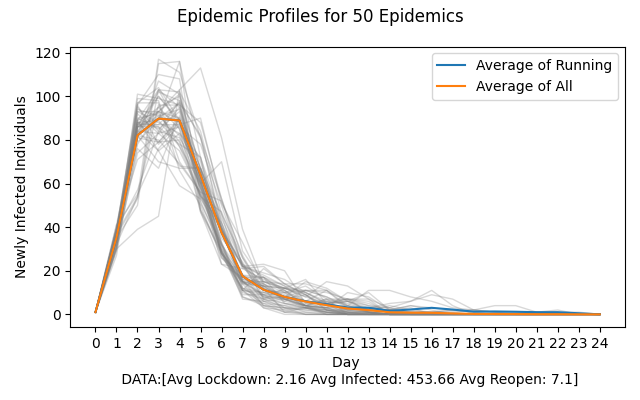 Epidemic Profiles for 50 Epidemics
120
100
80
60
40
20
0
Newly Infected Individuals
Average of Running
Average of All
0 1 2 3 4 5 6 7 8 9 10 11 12 13 14 15 16 17 18 19 20 21 22 23 24
Day
DATA:[Avg Lockdown: 2.16 Avg Infected: 453.66 Avg Reopen: 7.1]